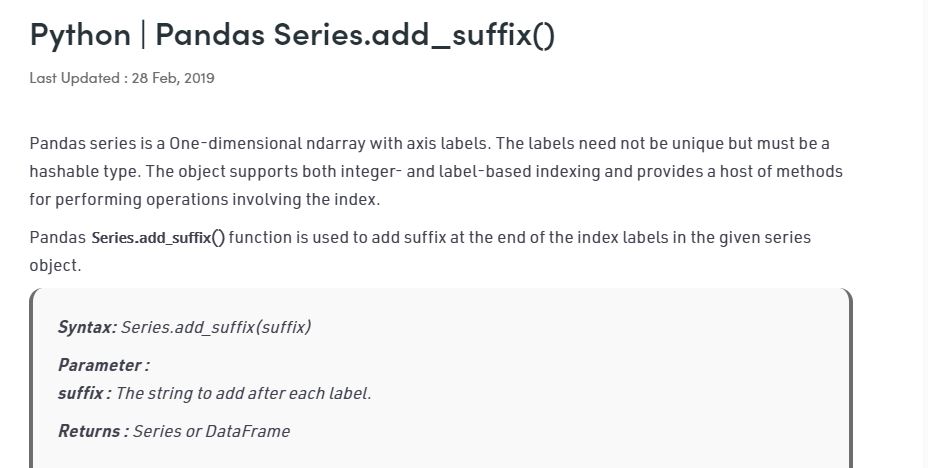 Python | Pandas Series.add_suffix()
Last Updated : 28 Feb, 2019
Pandas series is a One-dimensional ndarray with axis labels. The labels need not be unique but must be a
hashable type. The object supports both integer- and label-based indexing and provides a host of methods
for performing operations involving the index.
Pandas Series.add_suffix() function is used to add suffix at the end of the index labels in the given series
object.
Syntax: Series.add_suffix(suffix)
Parameter :
suffix : The string to add after each label.
Returns : Series or DataFrame